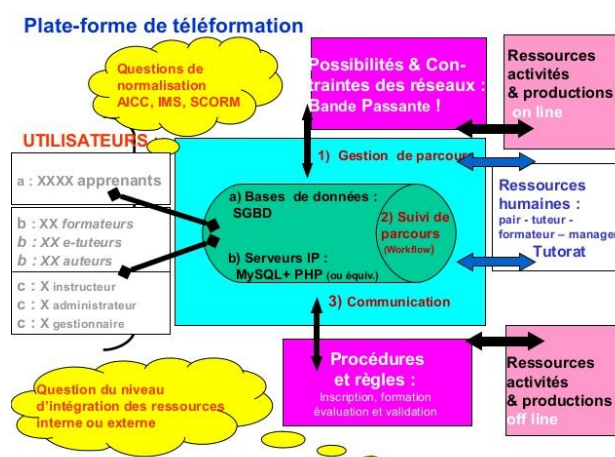 Plate-forme de téléformation
Questions de
normalisation
AICC, IMS, SCORM
Possibilités & Con-
traintes des réseaux :
Bande Passante !
Ressources
activités
& productions
on line
UTILISATEURS
1) Gestion de parcours
a : XXXX apprenants
b : XX formateurs
b : XX e-tuteurs
b : XX auteurs
c : X instructeur
c : X administrateur
c : X gestionnaire
a) Bases de données :
SGBD
b) Serveurs IP :
MySQL+ PHP (ou équiv.)
2) Suivi de
parcours
(Workflow)
Ressources
humaines :
pair - tuteur -
formateur – manager
Tutorat
3) Communication
Procédures
et règles :
Inscription, formation
évaluation et validation
Ressources
activités
& productions
off line
Question du niveau
d'intégration des ressources
interne ou externe